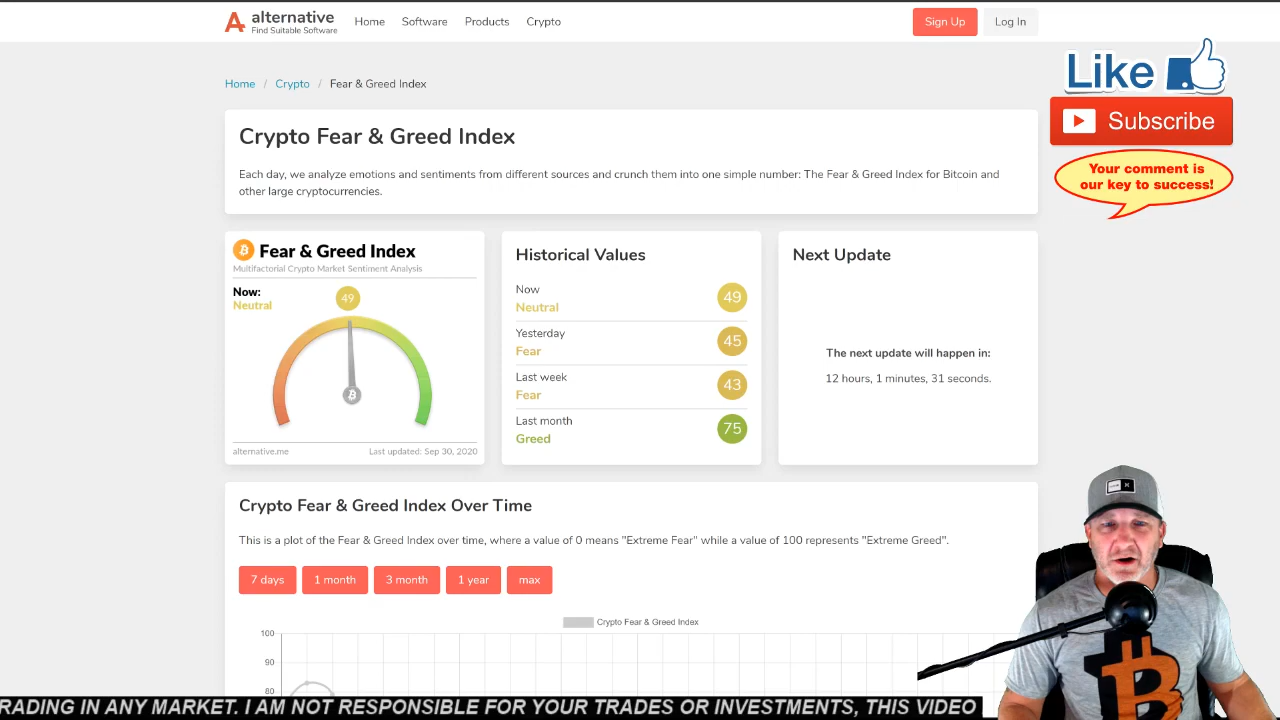 alternative
Find Suitable Software
Home
Software
Products
Crypto
Sign Up
Log In
Like
Subscribe
Your comment is
our key to success!
Home / Crypto / Fear & Greed Index
Crypto Fear & Greed Index
Each day, we analyze emotions and sentiments from different sources and crunch them into one simple number: The Fear & Greed Index for Bitcoin and
other large cryptocurrencies.
Fear & Greed Index
Multifactorial Crypto Market Sentiment Analysis
Now:
Neutral
49
alternative.me
Last updated: Sep 30, 2020
Historical Values
Now
Neutral
49
Yesterday
Fear
45
Last week
Fear
43
Last month
Greed
75
Next Update
The next update will happen in:
12 hours, 1 minutes, 31 seconds.
Crypto Fear & Greed Index Over Time
This is a plot of the Fear & Greed Index over time, where a value of 0 means "Extreme Fear" while a value of 100 represents "Extreme Greed".
7 days
1 month
3 month
1 year
max
Crypto Fear & Greed Index
100
90
80
RADING IN ANY MARKET. I AM NOT RESPONSIBLE FOR YOUR TRADES OR INVESTMENTS, THIS VIDEO